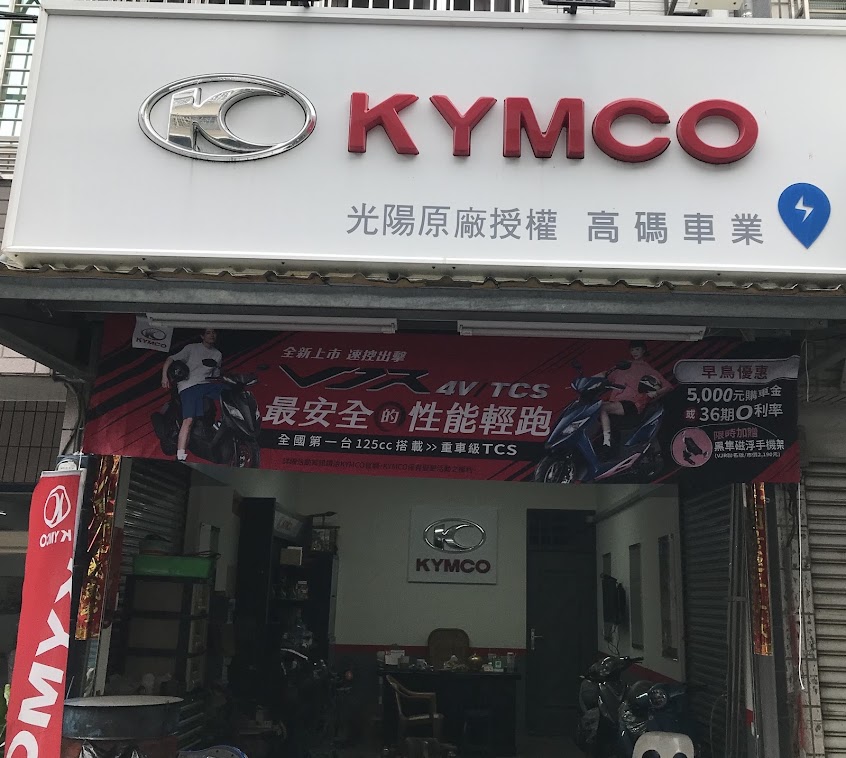 KYMCO
光陽原廠授權 高碼車業
KYMCO
全新上市 速控出擊
4V/TCS
最安全的性能輕跑
全國第一台125cc搭載>>重車級TCS
早鳥優惠
5,000元購車金
或36期0利率
限時加贈
黑隼磁浮手機架
KYMCO
KYMCO
KYMCO